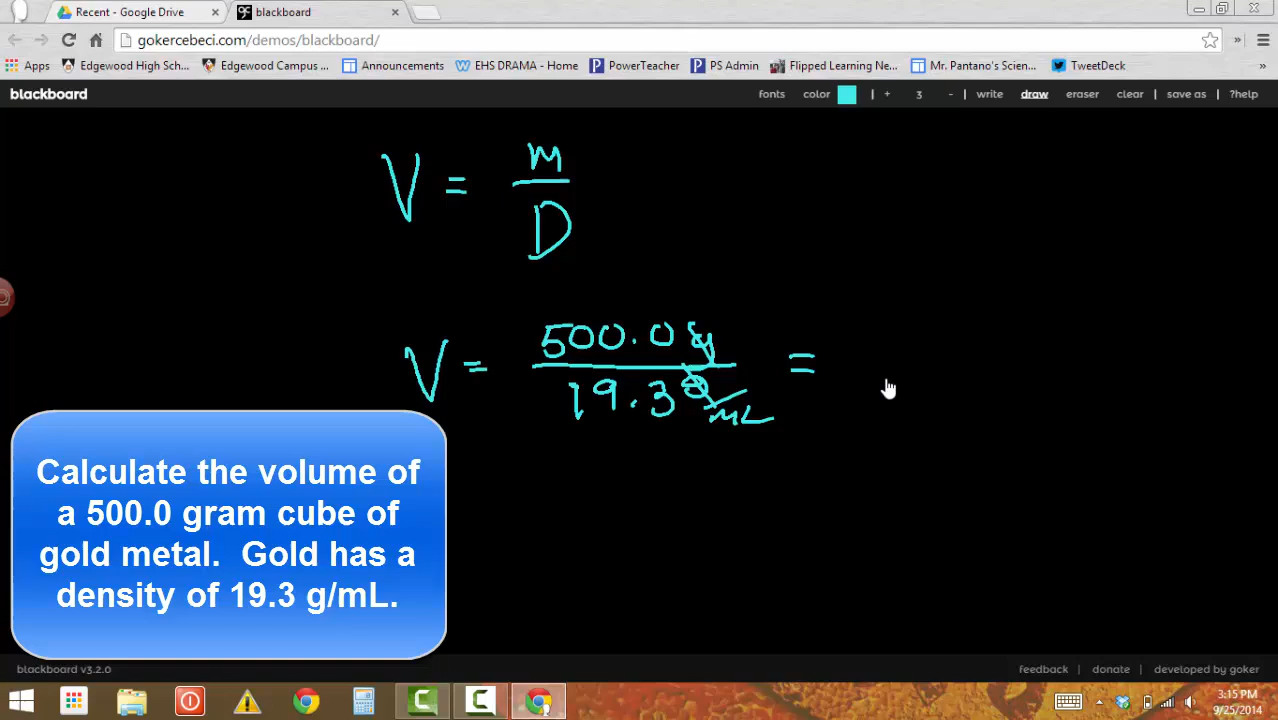 Recent - Google Drive
blackboard
gokercebeci.com/demos/blackboard/
Apps Edgewood High Sch... Edgewood Campus ... Announcements EHS DRAMA - Home PowerTeacher PS Admin Flipped Learning Ne... Mr. Pantano's Scien... TweetDeck
blackboard fonts color | + 3 - | write draw eraser clear | save as | ?help
V = m
D
V = 500.0 g =
19.3 g/mL
Calculate the volume of
a 500.0 gram cube of
gold metal. Gold has a
density of 19.3 g/mL.
blackboard v3.2.0 feedback | donate | developed by goker
3:15 PM
9/25/2014